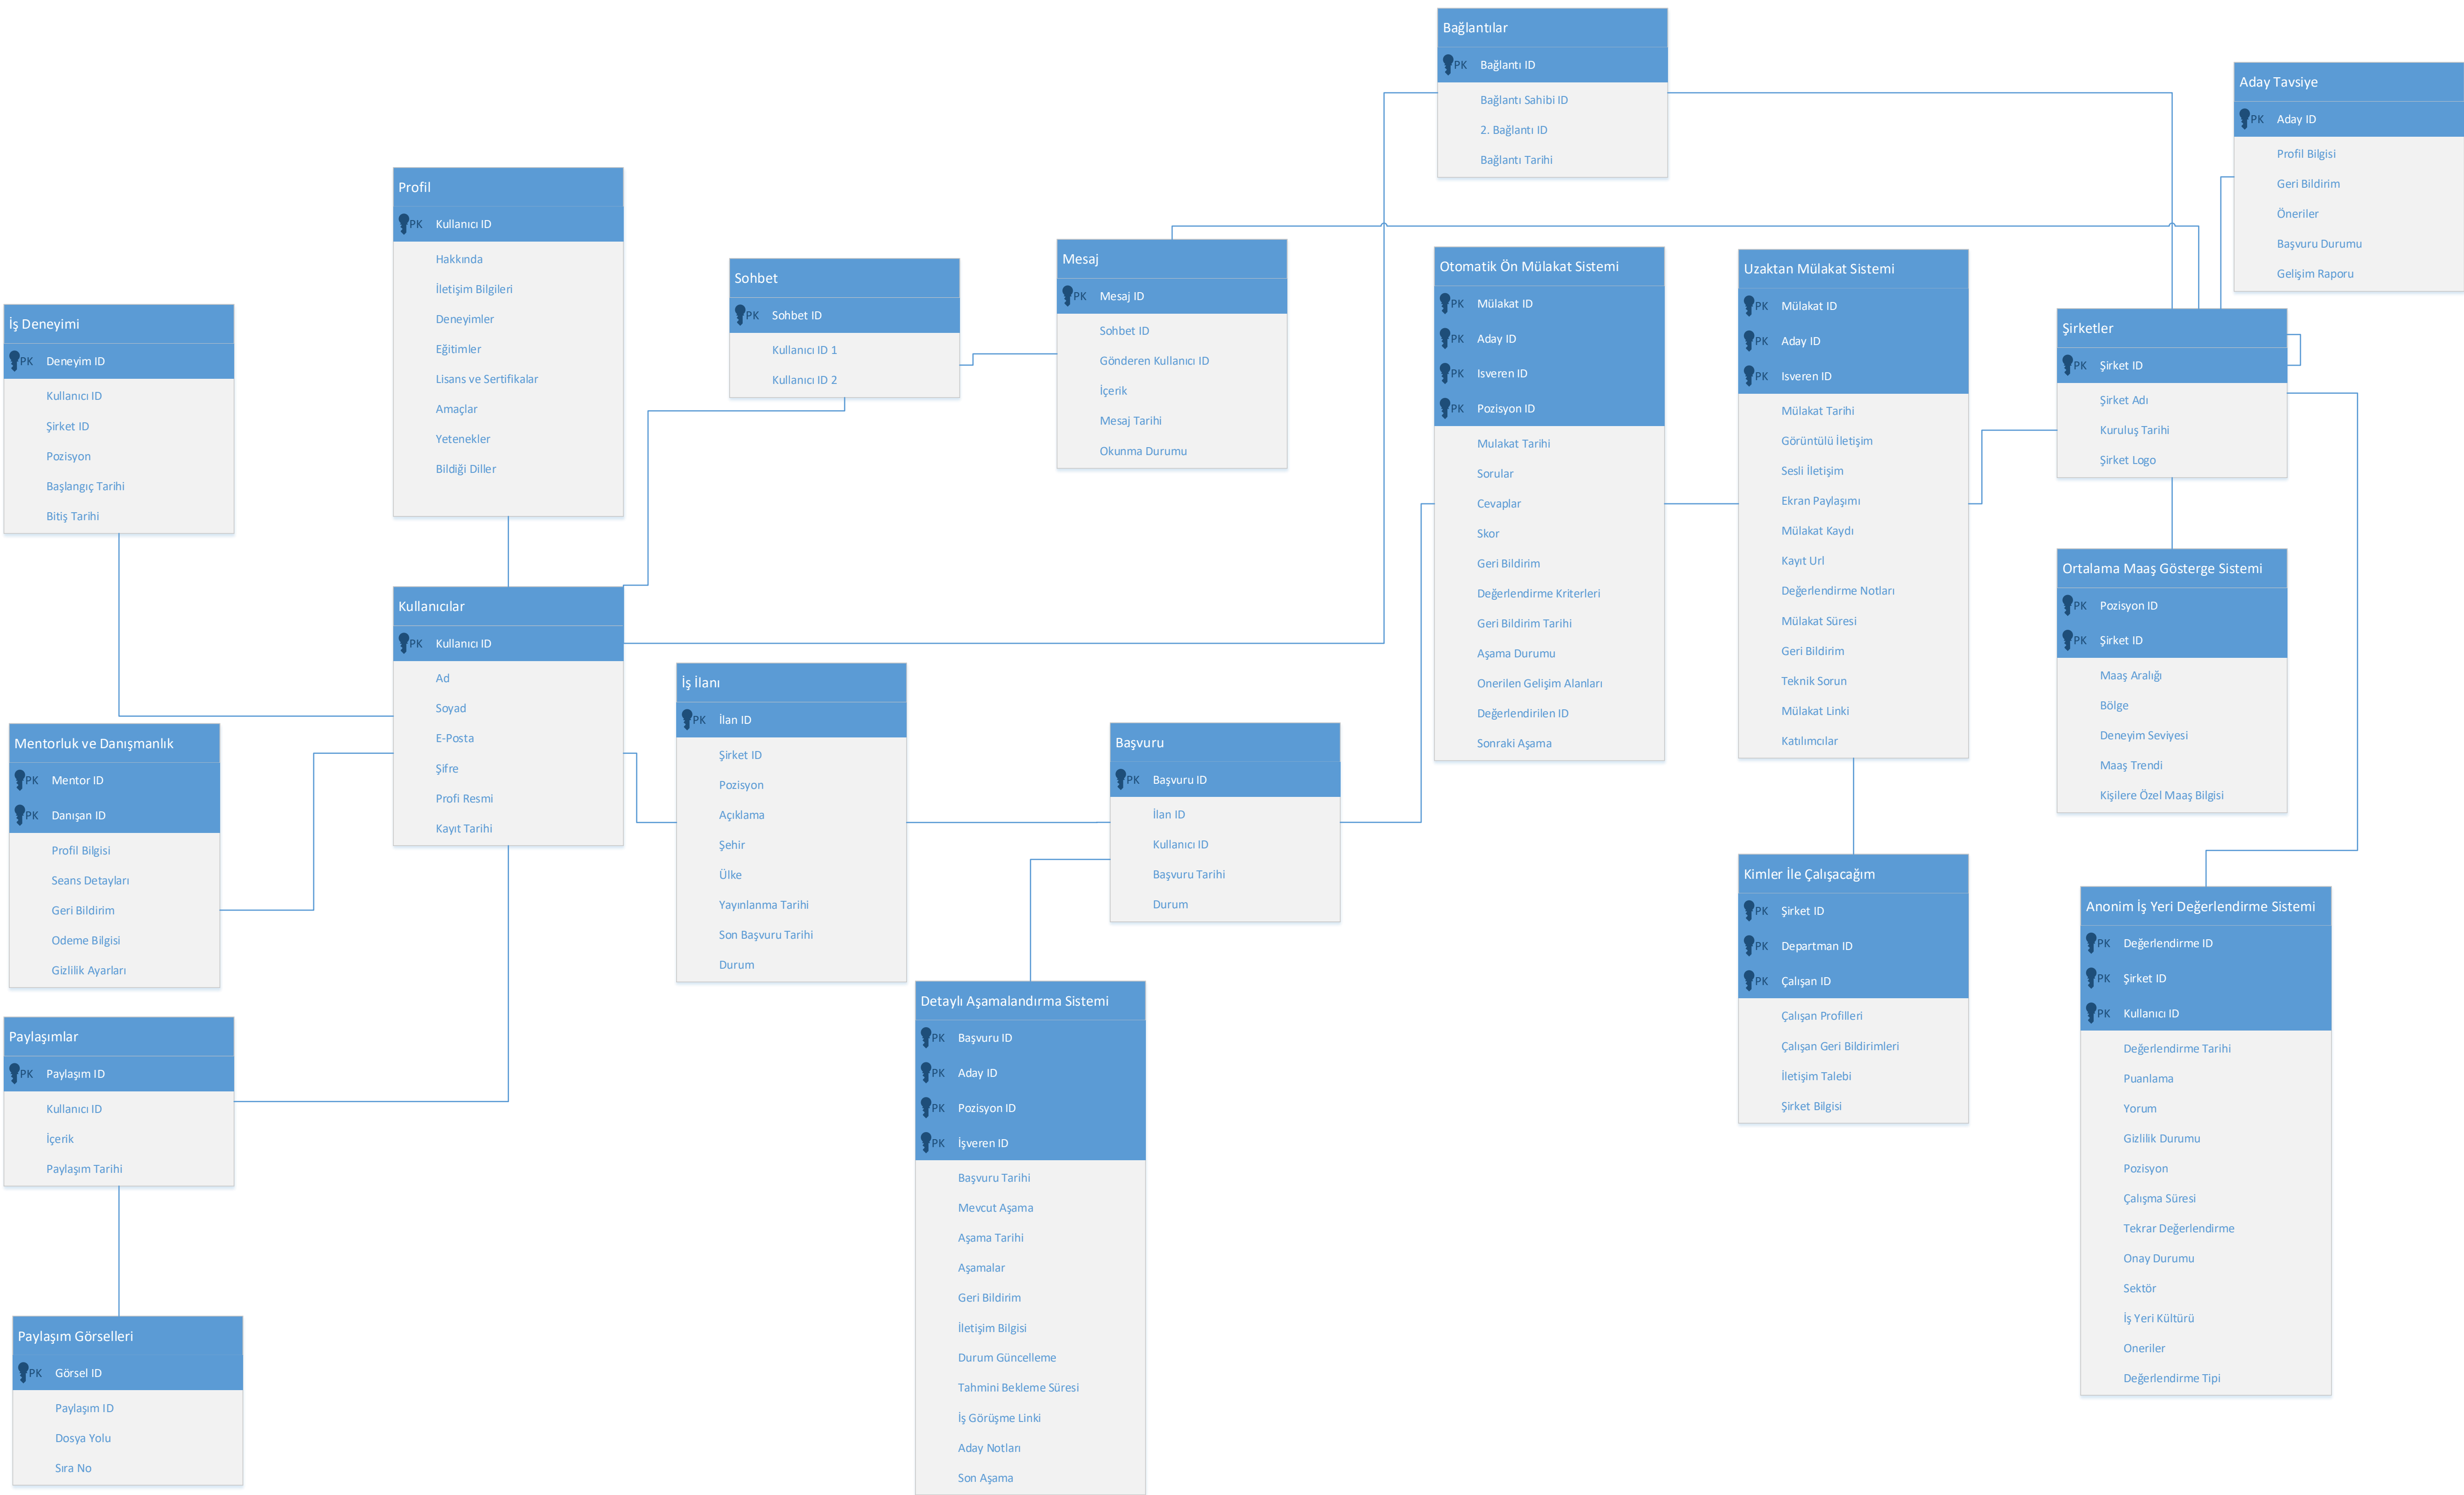 Bağlantılar
PK Bağlantı ID
Bağlantı Sahibi ID
2. Bağlantı ID
Bağlantı Tarihi
Aday Tavsiye
PK Aday ID
Profil Bilgisi
Geri Bildirim
Öneriler
Başvuru Durumu
Gelişim Raporu
Profil
PK Kullanıcı ID
Hakkında
İletişim Bilgileri
Deneyimler
Eğitimler
Lisans ve Sertifikalar
Amaçlar
Yetenekler
Bildiği Diller
Sohbet
PK Sohbet ID
Kullanıcı ID 1
Kullanıcı ID 2
Mesaj
PK Mesaj ID
Sohbet ID
Gönderen Kullanıcı ID
İçerik
Mesaj Tarihi
Okunma Durumu
Otomatik Ön Mülakat Sistemi
PK Mülakat ID
PK Aday ID
PK Isveren ID
PK Pozisyon ID
Mulakat Tarihi
Sorular
Cevaplar
Skor
Geri Bildirim
Değerlendirme Kriterleri
Geri Bildirim Tarihi
Aşama Durumu
Onerilen Gelişim Alanları
Değerlendirilen ID
Sonraki Aşama
Uzaktan Mülakat Sistemi
PK Mülakat ID
PK Aday ID
PK Isveren ID
Mülakat Tarihi
Görüntülü İletişim
Sesli İletişim
Ekran Paylaşımı
Mülakat Kaydı
Kayıt Url
Değerlendirme Notları
Mülakat Süresi
Geri Bildirim
Teknik Sorun
Mülakat Linki
Katılımcılar
Şirketler
PK Şirket ID
Şirket Adı
Kuruluş Tarihi
Şirket Logo
İş Deneyimi
PK Deneyim ID
Kullanıcı ID
Şirket ID
Pozisyon
Başlangıç Tarihi
Bitiş Tarihi
Ortalama Maaş Gösterge Sistemi
PK Pozisyon ID
PK Şirket ID
Maaş Aralığı
Bölge
Deneyim Seviyesi
Maaş Trendi
Kişilere Özel Maaş Bilgisi
Kullanıcılar
PK Kullanıcı ID
Ad
Soyad
E-Posta
Şifre
Profi Resmi
Kayıt Tarihi
İş İlanı
PK İlan ID
Şirket ID
Pozisyon
Açıklama
Şehir
Ülke
Yayınlanma Tarihi
Son Başvuru Tarihi
Durum
Başvuru
PK Başvuru ID
İlan ID
Kullanıcı ID
Başvuru Tarihi
Durum
Mentorluk ve Danışmanlık
PK Mentor ID
PK Danışan ID
Profil Bilgisi
Seans Detayları
Geri Bildirim
Odeme Bilgisi
Gizlilik Ayarları
Kimler İle Çalışacağım
PK Şirket ID
PK Departman ID
PK Çalışan ID
Çalışan Profilleri
Çalışan Geri Bildirimleri
İletişim Talebi
Şirket Bilgisi
Anonim İş Yeri Değerlendirme Sistemi
PK Değerlendirme ID
PK Şirket ID
PK Kullanıcı ID
Değerlendirme Tarihi
Puanlama
Yorum
Gizlilik Durumu
Pozisyon
Çalışma Süresi
Tekrar Değerlendirme
Onay Durumu
Sektör
İş Yeri Kültürü
Oneriler
Değerlendirme Tipi
Detaylı Aşamalandırma Sistemi
PK Başvuru ID
PK Aday ID
PK Pozisyon ID
PK İşveren ID
Başvuru Tarihi
Mevcut Aşama
Aşama Tarihi
Aşamalar
Geri Bildirim
İletişim Bilgisi
Durum Güncelleme
Tahmini Bekleme Süresi
İş Görüşme Linki
Aday Notları
Son Aşama
Paylaşımlar
PK Paylaşım ID
Kullanıcı ID
İçerik
Paylaşım Tarihi
Paylaşım Görselleri
PK Görsel ID
Paylaşım ID
Dosya Yolu
Sıra No